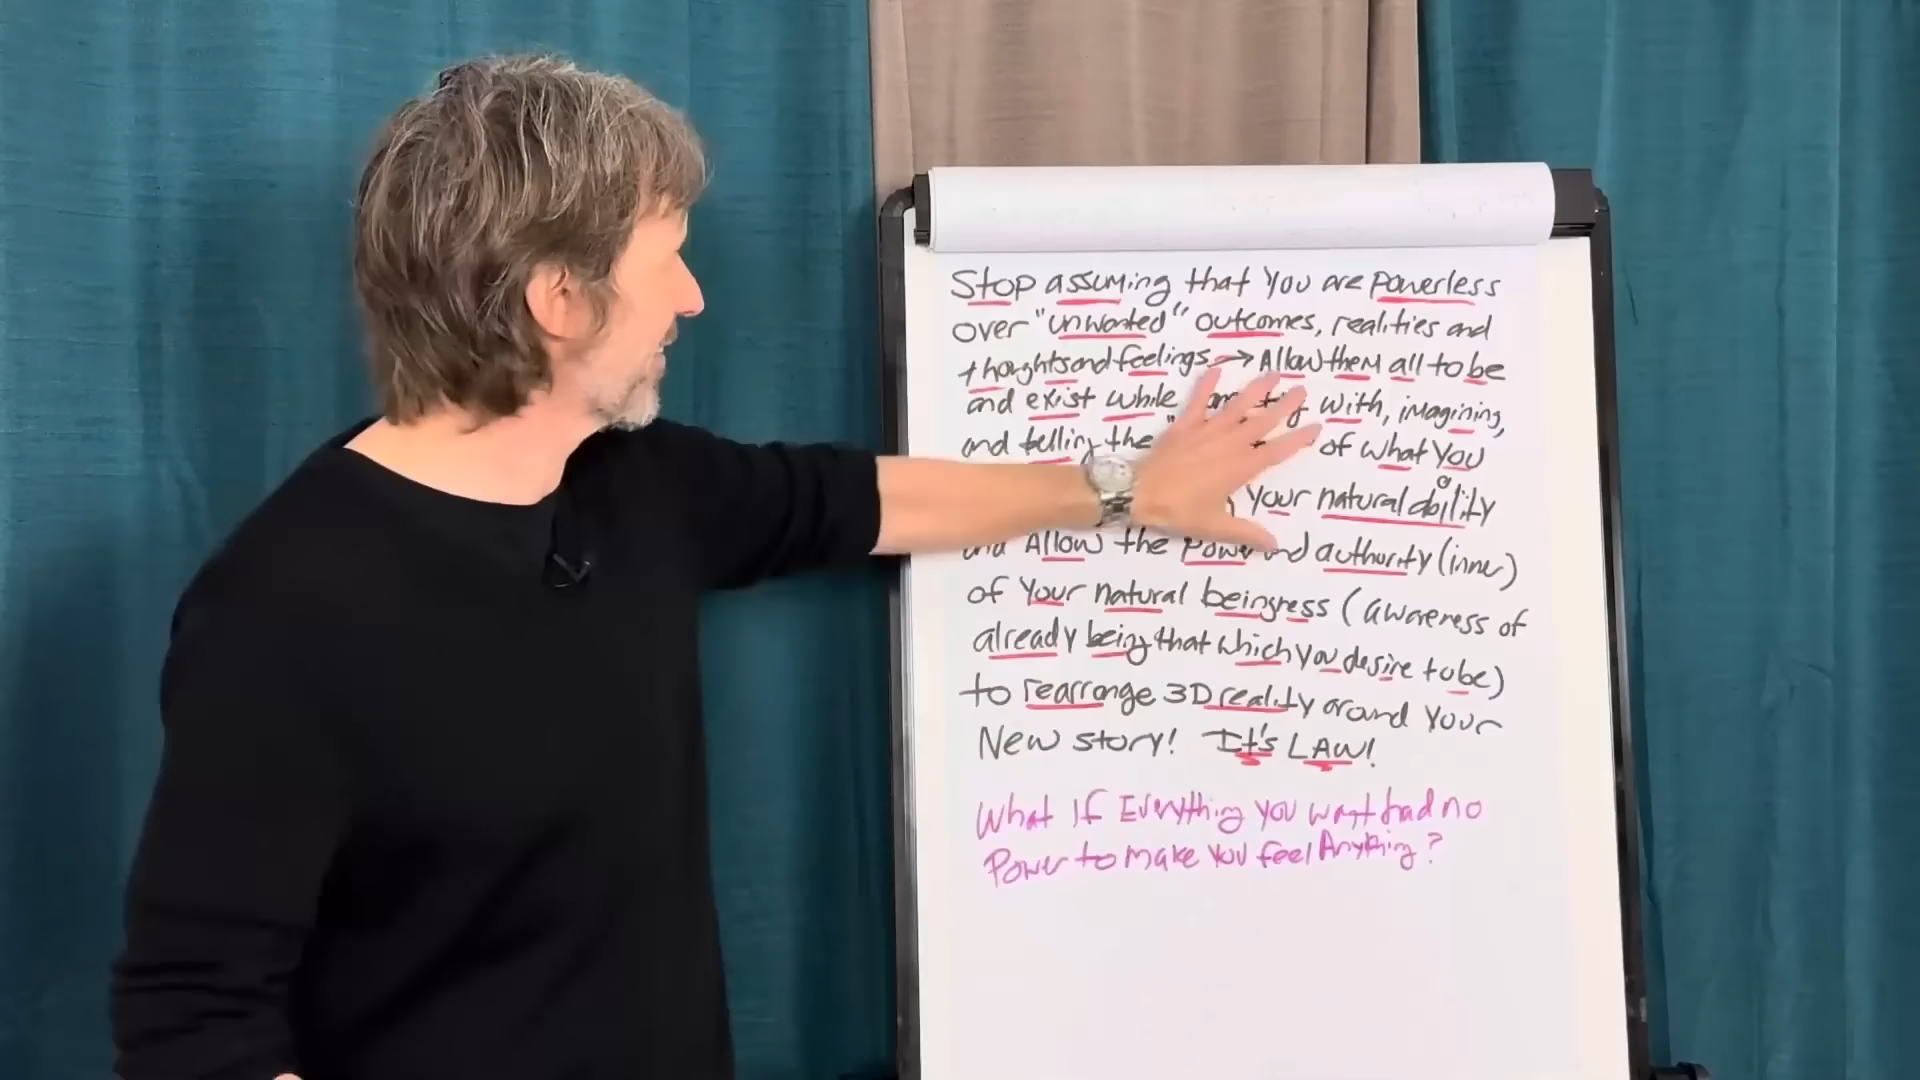 Stop assuming that You are powerless
over "unwanted" outcomes, realities and
thoughts and feelings → Allow them all to be
and exist while with, imagining,
and telling the of what You
your natural ability
and Allow the power and authority (inner)
of Your natural beingness (awareness of
already being that which you desire to be)
to rearrange 3D reality around your
New story! It's LAW!
What If Everything you want had no
Power to make you feel Anything?